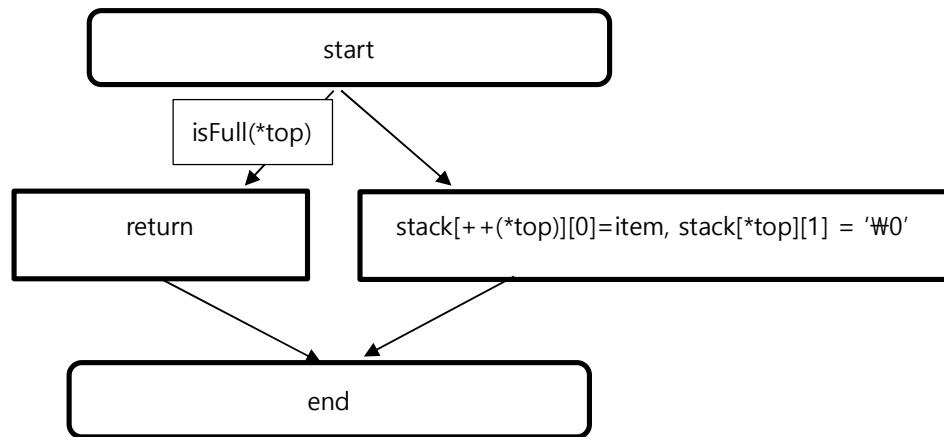 start
isFull(*top)
return
stack[++(*top)][0]=item, stack[*top][1] = '₩0'
end